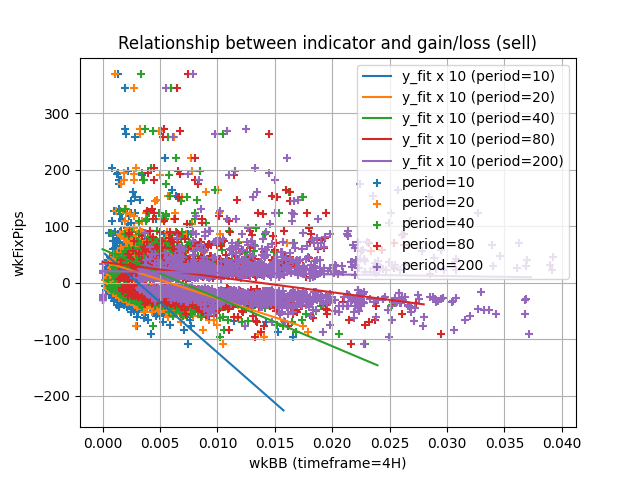 Relationship between indicator and gain/loss (sell)
y_fit x 10 (period=10)
y_fit x 10 (period=20)
y_fit x 10 (period=40)
y_fit x 10 (period=80)
y_fit x 10 (period=200)
period=10
period=20
period=40
period=80
period=200
300
200
100
0
−100
−200
wkFixPips
0.000 0.005 0.010 0.015 0.020 0.025 0.030 0.035 0.040
wkBB (timeframe=4H)